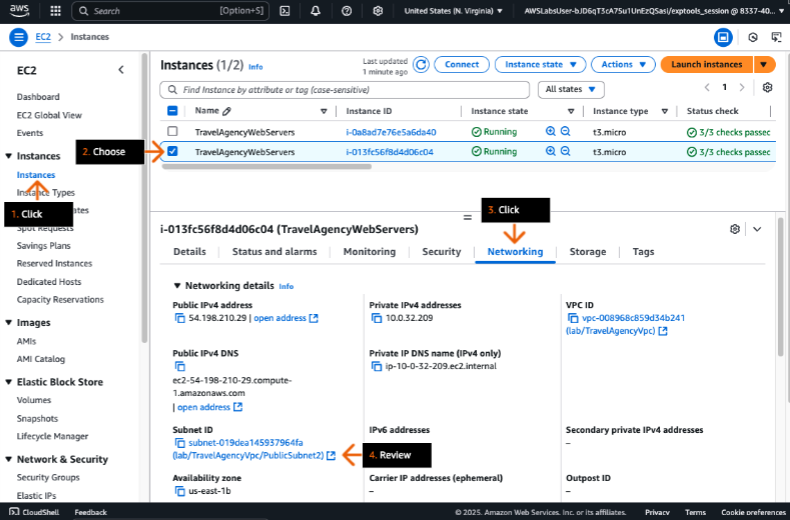 aws
Search
[Option+S]
United States (N. Virginia)
AWSLabsUser-bJD6qT3cA75u1UnEzQSasi/exptools_session @ 8337-40...
EC2
Instances
EC2
Dashboard
EC2 Global View
Events
Instances
Instances
Instance Types
Spot Requests
Savings Plans
Reserved Instances
Dedicated Hosts
Capacity Reservations
Images
AMIs
AMI Catalog
Elastic Block Store
Volumes
Snapshots
Lifecycle Manager
Network & Security
Security Groups
Elastic IPs
1. Click
2. Choose
Instances (1/2) Info
Last updated
1 minute ago
Connect
Instance state
Actions
Launch instances
Find Instance by attribute or tag (case-sensitive)
All states
1
Name
Instance ID
Instance state
Instance type
Status check
TravelAgencyWebServers i-0a8ad7e76e5a6da40 Running t3.micro 3/3 checks passec
TravelAgencyWebServers i-013fc56f8d4d06c04 Running t3.micro 3/3 checks passec
3. Click
i-013fc56f8d4d06c04 (TravelAgencyWebServers)
Details
Status and alarms
Monitoring
Security
Networking
Storage
Tags
Networking details Info
Public IPv4 address
54.198.210.29 | open address
Private IPv4 addresses
10.0.32.209
VPC ID
vpc-008968c859d34b241
(lab/TravelAgencyVpc)
Public IPv4 DNS
ec2-54-198-210-29.compute-
1.amazonaws.com
| open address
Private IP DNS name (IPv4 only)
ip-10-0-32-209.ec2.internal
Subnet ID
subnet-019dea145937964fa
(lab/TravelAgencyVpc/PublicSubnet2)
4. Review
IPv6 addresses
–
Secondary private IPv4 addresses
–
Availability zone
us-east-1b
Carrier IP addresses (ephemeral)
–
Outpost ID
–
CloudShell
Feedback
© 2025, Amazon Web Services, Inc. or its affiliates.
Privacy
Terms
Cookie preferences